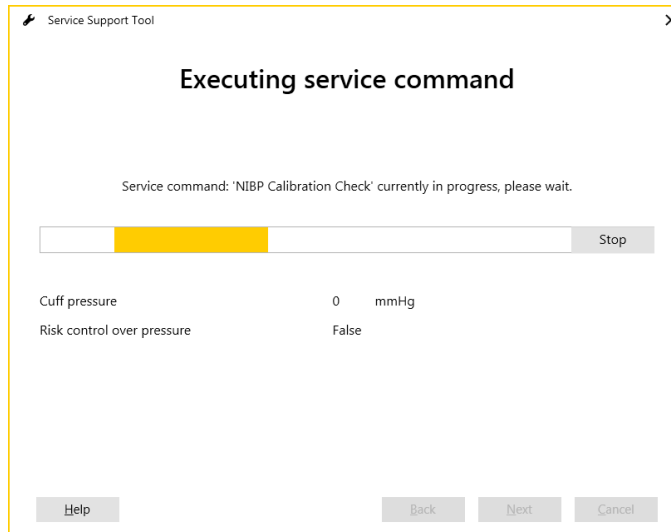 Service Support Tool
Executing service command
Service command: 'NIBP Calibration Check' currently in progress, please wait.
Stop
Cuff pressure 0 mmHg
Risk control over pressure False
Help Back Next Cancel